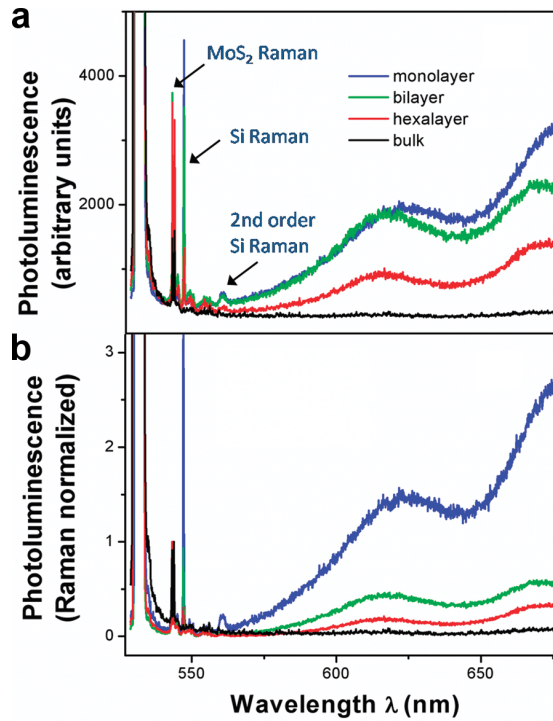 a
Photoluminescence
(arbitrary units)
4000
2000
MoS₂ Raman
Si Raman
2nd order
Si Raman
monolayer
bilayer
hexalayer
bulk
b
Photoluminescence
(Raman normalized)
3
2
1
0
550
600
650
Wavelength λ (nm)